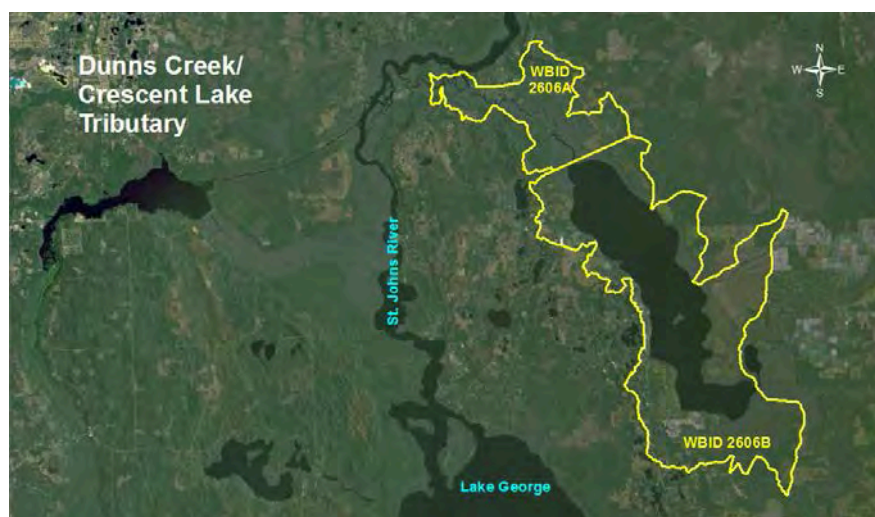 Dunns Creek/
Crescent Lake
Tributary
WBID
2606A
N
W E
S
St. Johns River
WBID 2606B
Lake George